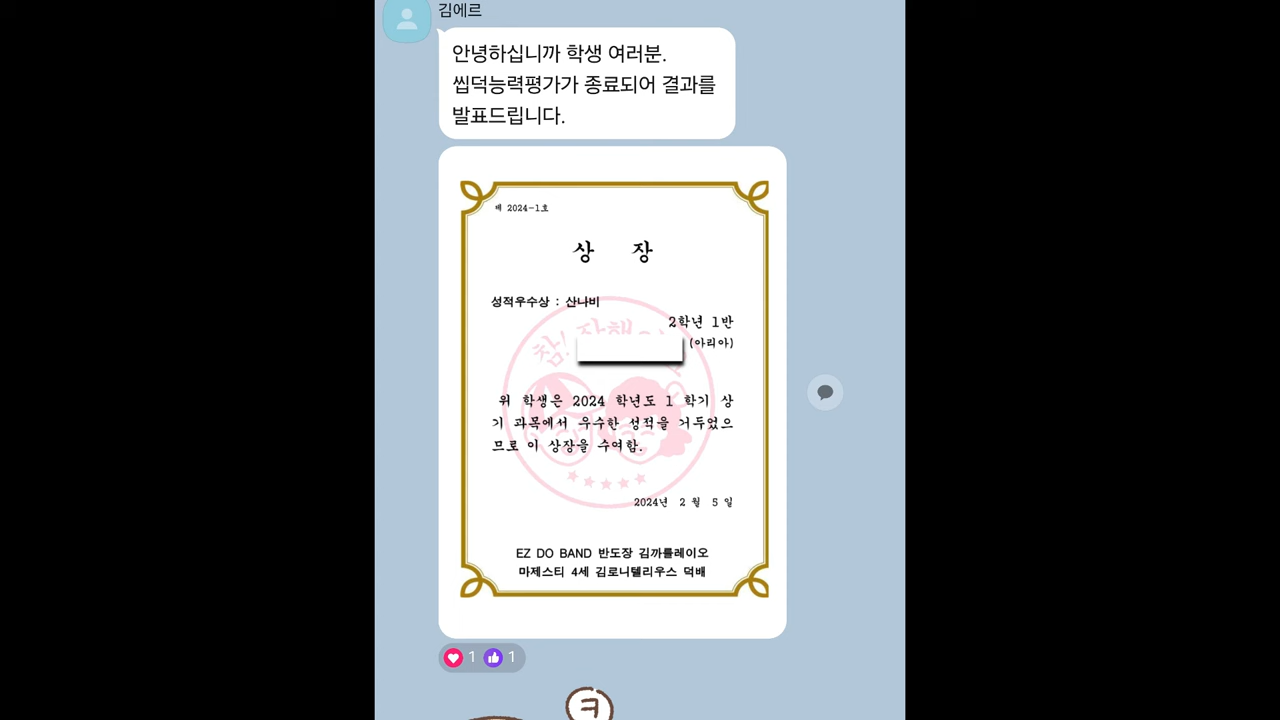 김에르
안녕하십니까 학생 여러분.
씹덕능력평가가 종료되어 결과를
발표드립니다.
제 2024-1호
상 장
성적우수상 : 산나비
2학년 1반
(아리아)
참!
위 학생은 2024 학년도 1 학기 상
기 과목에서 우수한 성적을 거두었으
므로 이 상장을 수여함.
2024년 2 월 5 일
EZ DO BAND 반도장 김까를레이오
마제스티 4세 김로니텔리우스 덕배
1 1
ㅋ